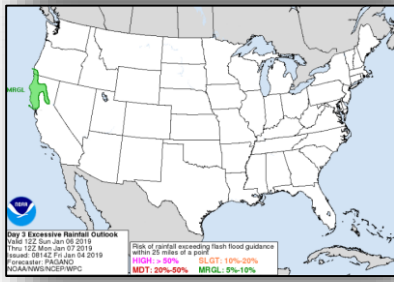 MRGL
NOAA
Day 3 Excessive Rainfall Outlook
Valid 12Z Sun Jan 06 2019
Thru 12Z Mon Jan 07 2019
Issued: 0814Z Fri Jan 04 2019
Forecaster: PAGANO
NOAA/NWS/NCEP/WPC
Risk of rainfall exceeding flash flood guidance
within 25 miles of a point
HIGH: > 50% SLGT: 10%-20%
MDT: 20%-50% MRGL: 5%-10%